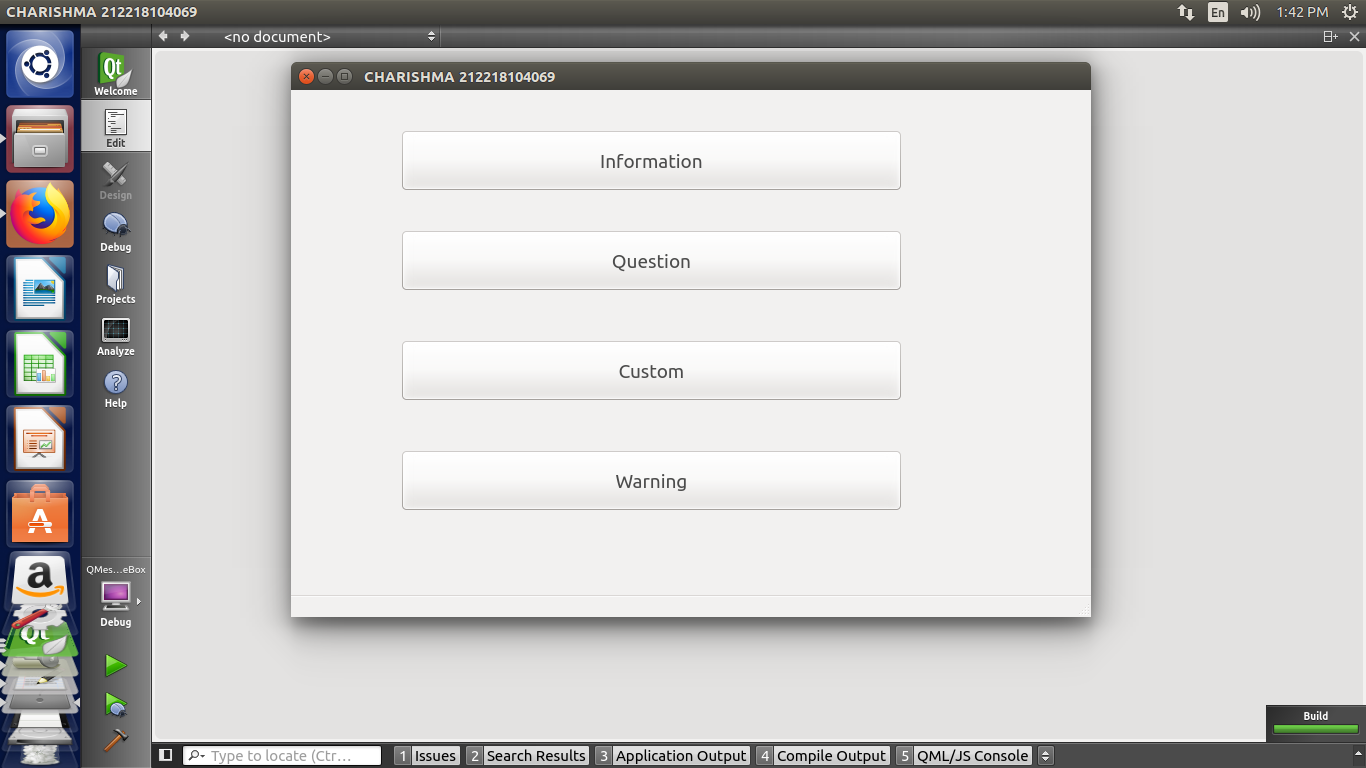 CHARISHMA 212218104069
En
1:42 PM
<no document>
Qt
Welcome
Edit
Design
Debug
Projects
Analyze
Help
QMes...eBox
Debug
CHARISHMA 212218104069
Information
Question
Custom
Warning
a
Qt
Build
Type to locate (Ctr...
1 Issues
2 Search Results
3 Application Output
4 Compile Output
5 QML/JS Console